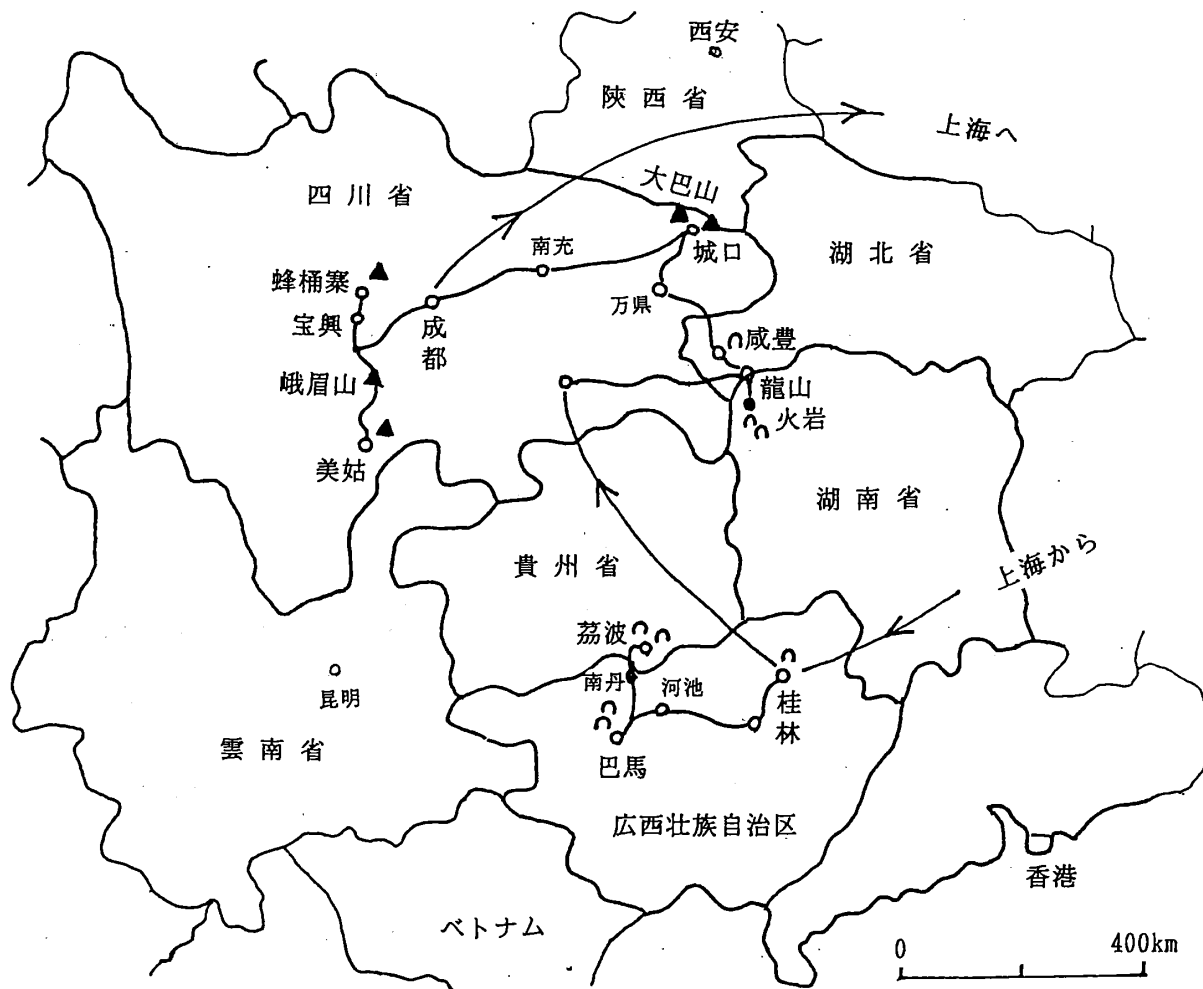 西安
陝西省
上海へ
大巴山
四川省
城口
湖北省
南充
蜂桶寨
万県
宝興
成都
咸豊
峨眉山
龍山
火岩
美姑
湖南省
貴州省
上海から
荔波
南丹
河池
桂林
昆明
雲南省
巴馬
広西壮族自治区
香港
ベトナム
0 400km